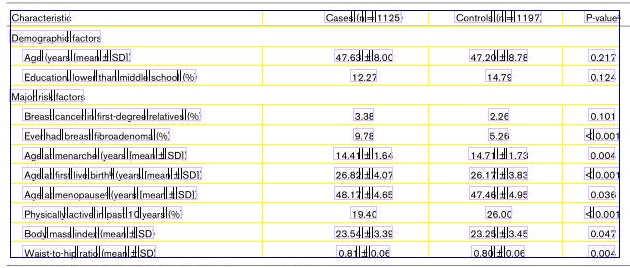 Characteristic Cases (n = 1125) Controls (n = 1197) P-valueª
Demographic factors
Age (years [mean ± SD]) 47.63 ± 8.00 47.20 ± 8.78 0.217
Education, lower than middle school (%) 12.27 14.79 0.124
Major risk factors
Breast cancer in first-degree relatives (%) 3.38 2.26 0.101
Ever had breast fibroadenoma (%) 9.78 5.26 < 0.001
Age at menarche (years [mean ± SD]) 14.41 ± 1.64 14.71 ± 1.73 0.004
Age at first live birth (years [mean ± SD]) 26.82 ± 4.07 26.17 ± 3.83 < 0.001
Age at menopause (years [mean ± SD]) 48.17 ± 4.65 47.46 ± 4.95 0.036
Physically active in past 10 years (%) 19.40 26.00 < 0.001
Body mass index (mean ± SD) 23.54 ± 3.39 23.25 ± 3.45 0.047
Waist-to-hip ratio (mean ± SD) 0.81 ± 0.06 0.80 ± 0.06 0.004